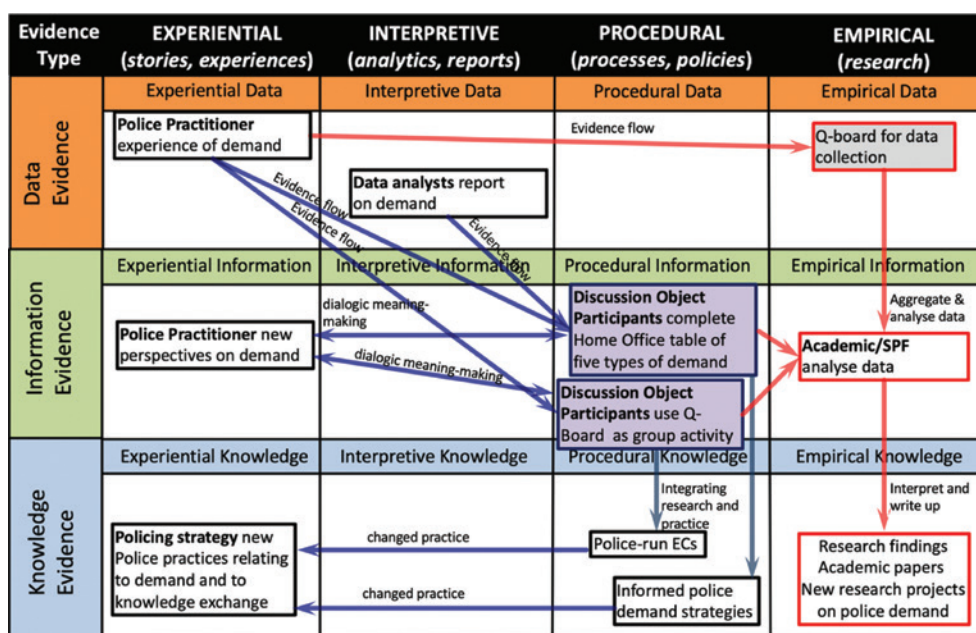 Evidence
Type
EXPERIENTIAL
(stories, experiences)
INTERPRETIVE
(analytics, reports)
PROCEDURAL
(processes, policies)
EMPIRICAL
(research)
Data
Evidence
Experiential Data
Interpretive Data
Procedural Data
Empirical Data
Police Practitioner
experience of demand
Evidence flow
Q-board for data
collection
Data analysts report
on demand
Evidence flow
Evidence flow
Evidence flow
Information
Evidence
Experiential Information
Interpretive Information
Procedural Information
Empirical Information
dialogic meaning-
making
Discussion Object
Participants complete
Home Office table of
five types of demand
Aggregate &
analyse data
Police Practitioner new
perspectives on demand
Academic/SPF
analyse data
dialogic meaning-making
Discussion Object
Participants use Q-
Board as group activity
Knowledge
Evidence
Experiential Knowledge
Interpretive Knowledge
Procedural Knowledge
Empirical Knowledge
Integrating
research and
practice
Interpret and
write up
Policing strategy new
Police practices relating
to demand and to
knowledge exchange
changed practice
Police-run ECs
changed practice
Informed police
demand strategies
Research findings
Academic papers
New research projects
on police demand